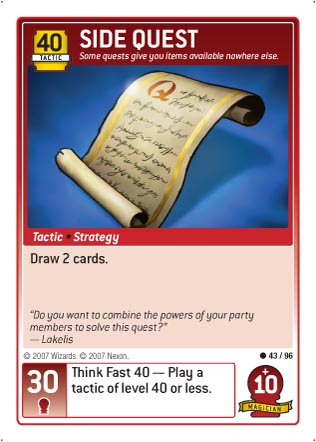 40
TACTIC
SIDE QUEST
Some quests give you items available nowhere else.
Q
Tactic • Strategy
Draw 2 cards.
“Do you want to combine the powers of your party
members to solve this quest?”
— Lakelis
© 2007 Wizards. © 2007 Nexon.
● 43 / 96
30
Think Fast 40 — Play a
tactic of level 40 or less.
+
10
MAGICIAN